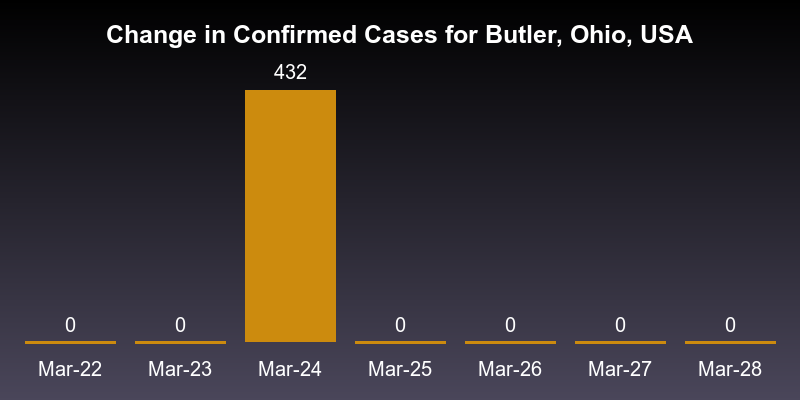 Change in Confirmed Cases for Butler, Ohio, USA
432
0 0 0 0 0 0
Mar-22 Mar-23 Mar-24 Mar-25 Mar-26 Mar-27 Mar-28